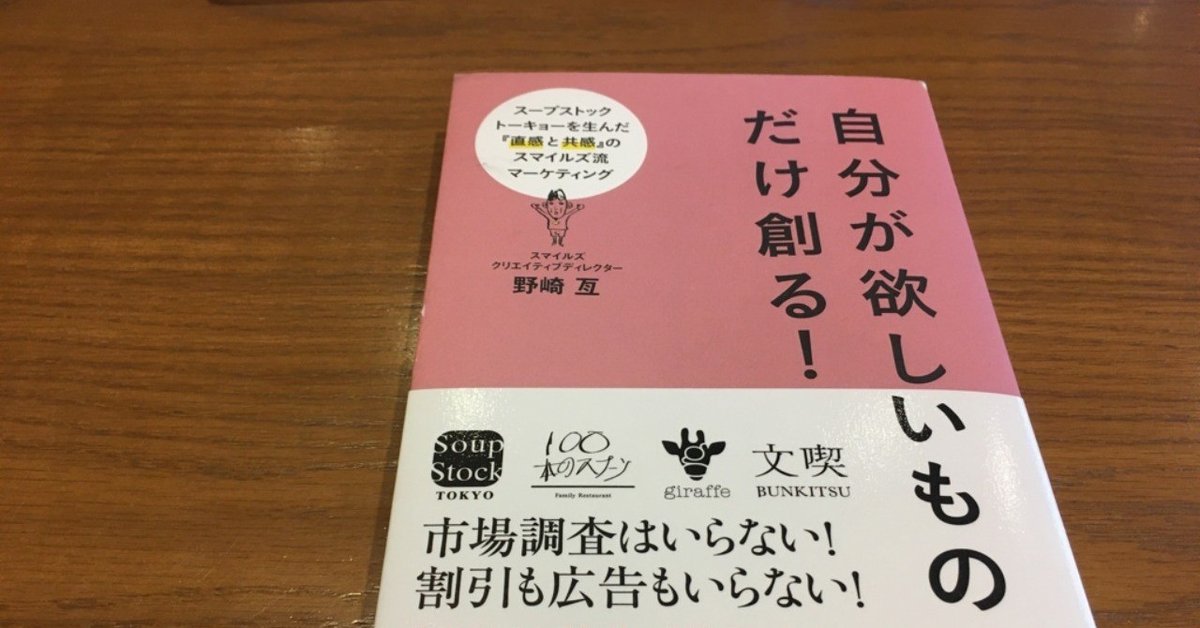 自分が欲しいもの
だけ創る!
スープストック
トーキョーを生んだ
『直感と共感』の
スマイルズ流
マーケティング
スマイルズ
クリエイティブディレクター
野崎 亙
Soup
Stock
TOKYO
100
本のスプーン
Family Restaurant
giraffe
文喫
BUNKITSU
市場調査はいらない!
割引も広告もいらない!